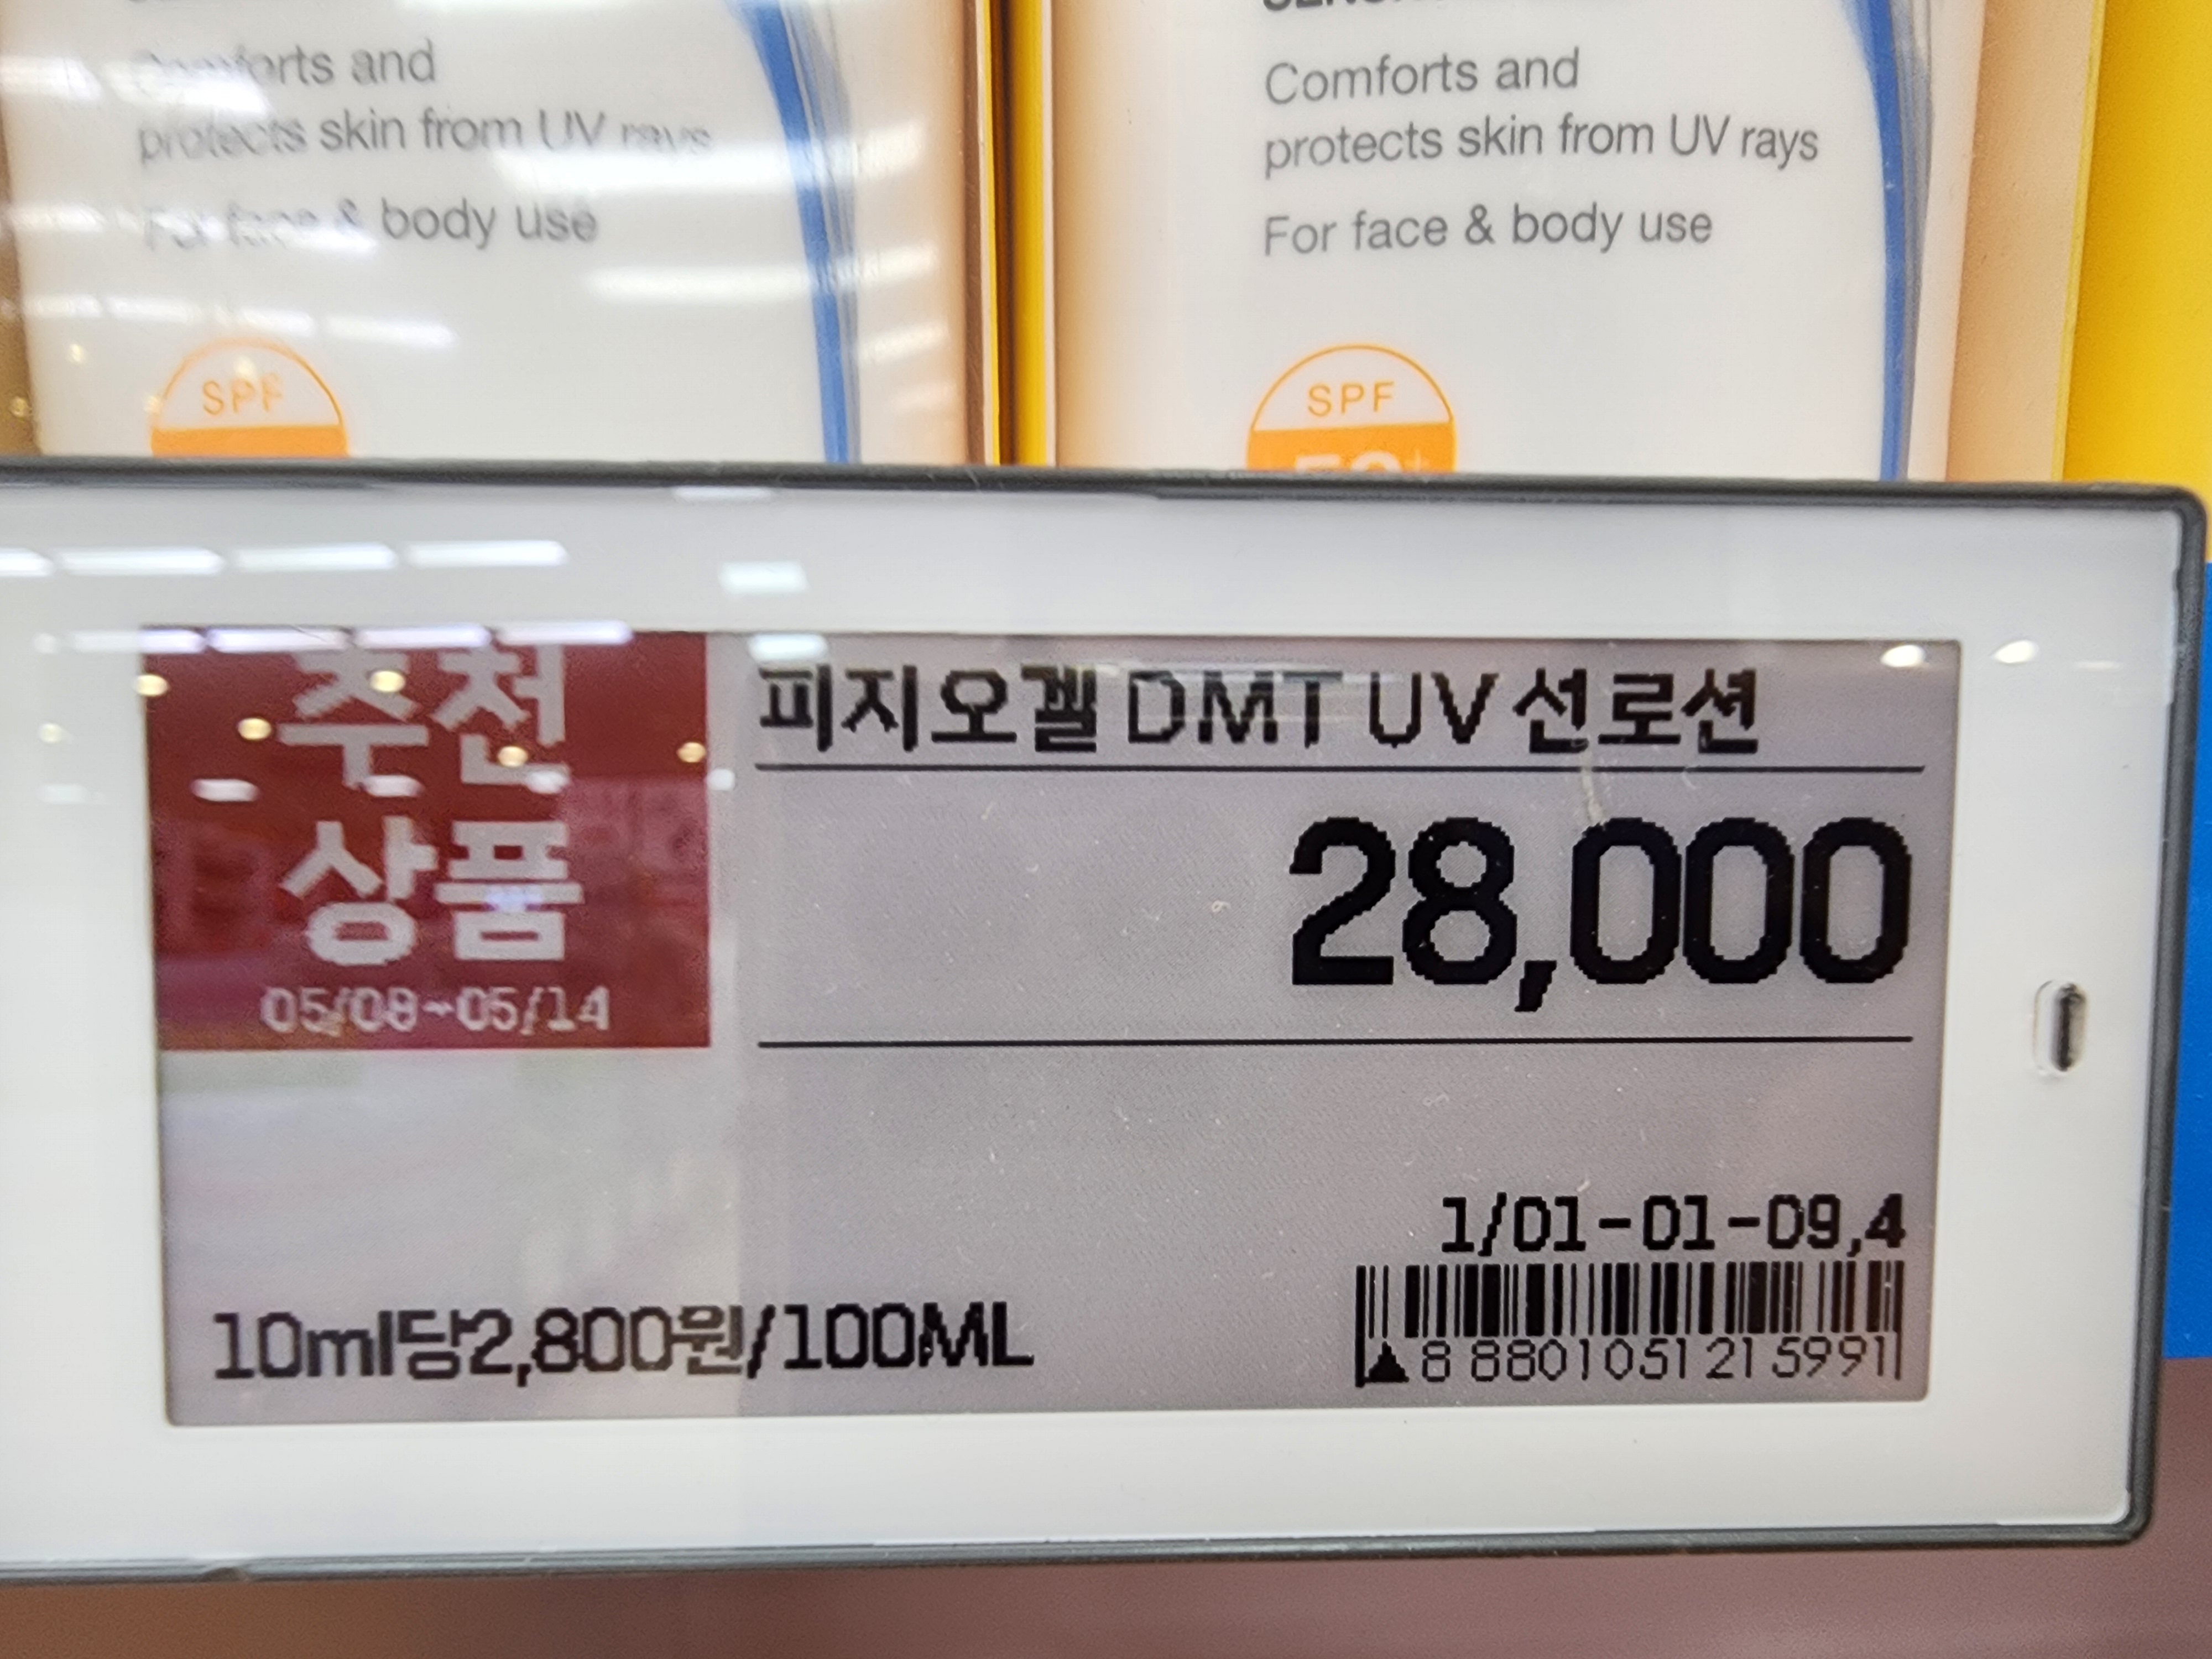 Comforts and
protects skin from UV rays
For face & body use
SPF
Comforts and
protects skin from UV rays
For face & body use
SPF
50+
추천
상품
05/08~05/14
피지오겔 DMT UV 선로션
28,000
1/01-01-09,4
10ml당2,800원/100ML
▲8 8801051 21 5991